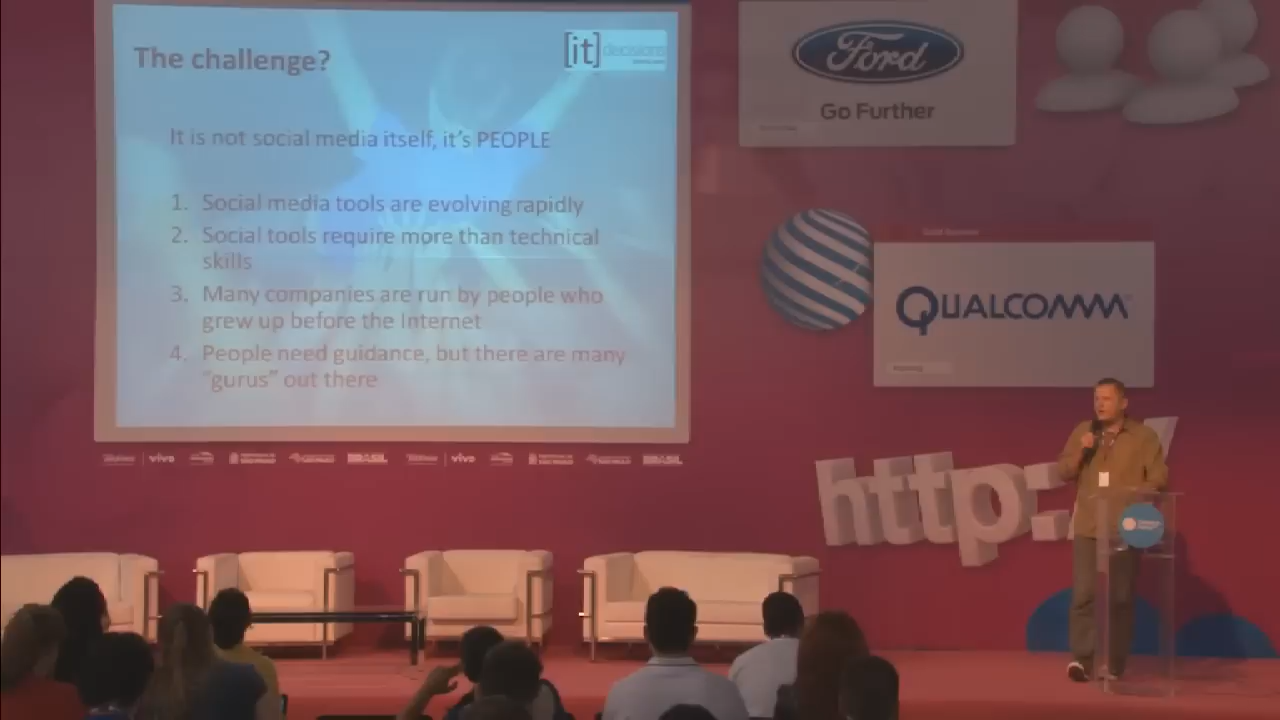 The challenge?
[it] decisions
It is not social media itself, it's PEOPLE
1. Social media tools are evolving rapidly
2. Social tools require more than technical
skills
3. Many companies are run by people who
grew up before the Internet
4. People need guidance, but there are many
"gurus" out there
Ford
Go Further
QUALCOMM
vivo
BRASIL
vivo
BRASIL
http:/